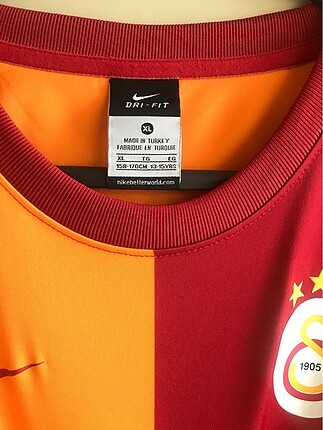 DRI-FIT
XL
MADE IN TURKEY
FABRIQUE EN TURQUIE
XL TG EG
158-170CM 13-15YRS
nikebetterworld.com
1905